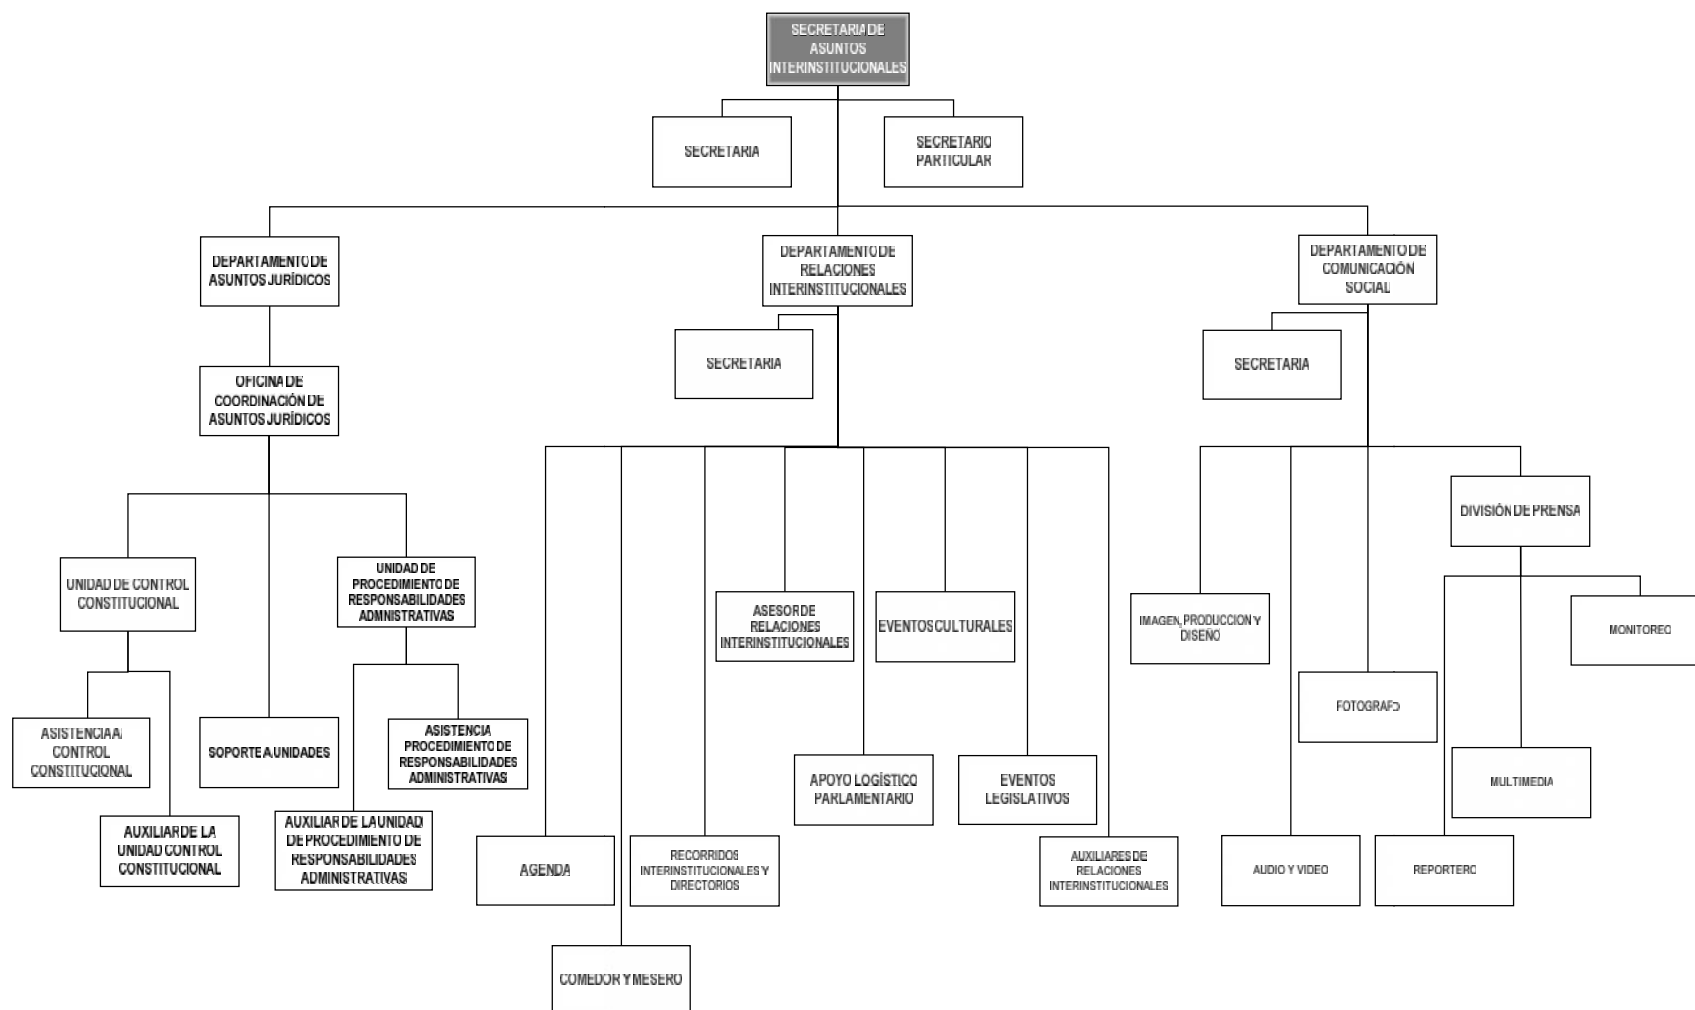 SECRETARIA DE
ASUNTOS
INTERINSTITUCIONALES
SECRETARIA
SECRETARIO
PARTICULAR
DEPARTAMENTO DE
ASUNTOS JURÍDICOS
DEPARTAMENTO DE
RELACIONES
INTERINSTITUCIONALES
DEPARTAMENTO DE
COMUNICACIÓN
SOCIAL
SECRETARIA
SECRETARIA
OFICINA DE
COORDINACIÓN DE
ASUNTOS JURÍDICOS
DIVISIÓN DE PRENSA
UNIDAD DE CONTROL
CONSTITUCIONAL
UNIDAD DE
PROCEDIMIENTO DE
RESPONSABILIDADES
ADMNISTRATIVAS
ASESOR DE
RELACIONES
INTERINSTITUCIONALES
EVENTOS CULTURALES
IMAGEN, PRODUCCION Y
DISEÑO
MONITOREO
FOTOGRAFO
ASISTENCIA A
CONTROL
CONSTITUCIONAL
SOPORTE A UNIDADES
ASISTENCIA
PROCEDIMIENTO DE
RESPONSABILIDADES
ADMINISTRATIVAS
APOYO LOGÍSTICO
PARLAMENTARIO
EVENTOS
LEGISLATIVOS
MULTIMEDIA
AUXILIAR DE LA
UNIDAD CONTROL
CONSTITUCIONAL
AUXILIAR DE LA UNIDAD
DE PROCEDIMIENTO DE
RESPONSABILIDADES
ADMINISTRATIVAS
AGENDA
RECORRIDOS
INTERINSTITUCIONALES Y
DIRECTORIOS
AUXILIARES DE
RELACIONES
INTERINSTITUCIONALES
AUDIO Y VIDEO
REPORTERO
COMEDOR Y MESERO